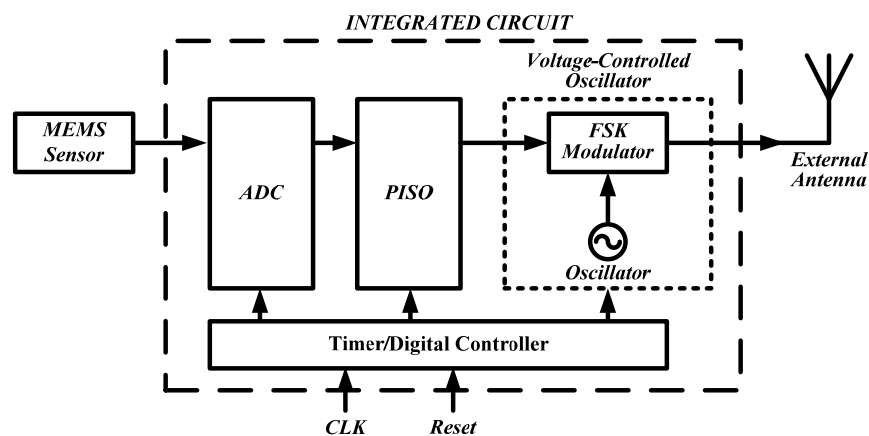 INTEGRATED CIRCUIT
Voltage-Controlled
Oscillator
MEMS
Sensor
ADC
PISO
FSK
Modulator
External
Antenna
Oscillator
Timer/Digital Controller
CLK
Reset